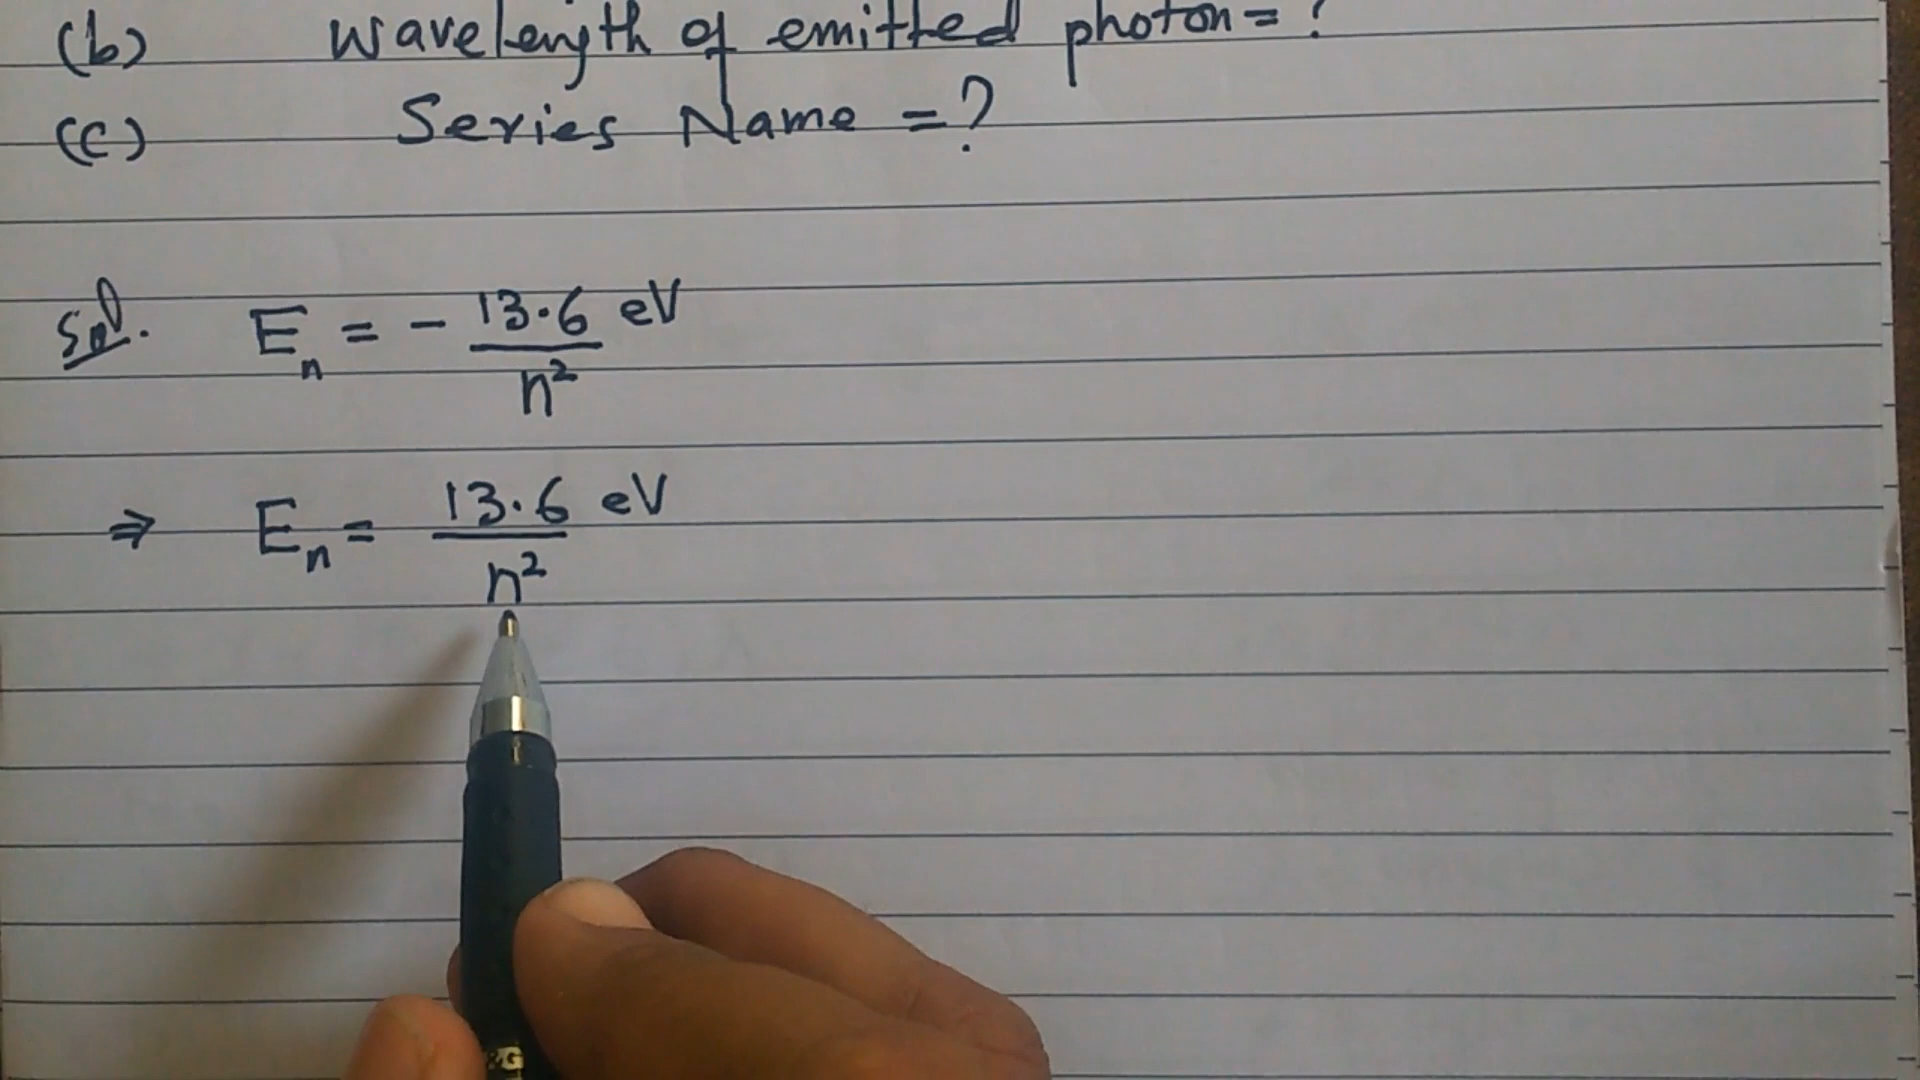 (b) Wavelength of emitted photon = ?
(c) Series Name = ?
Sol. Eₙ = - 13.6 eV / n²
⇒ Eₙ = 13.6 eV / n²